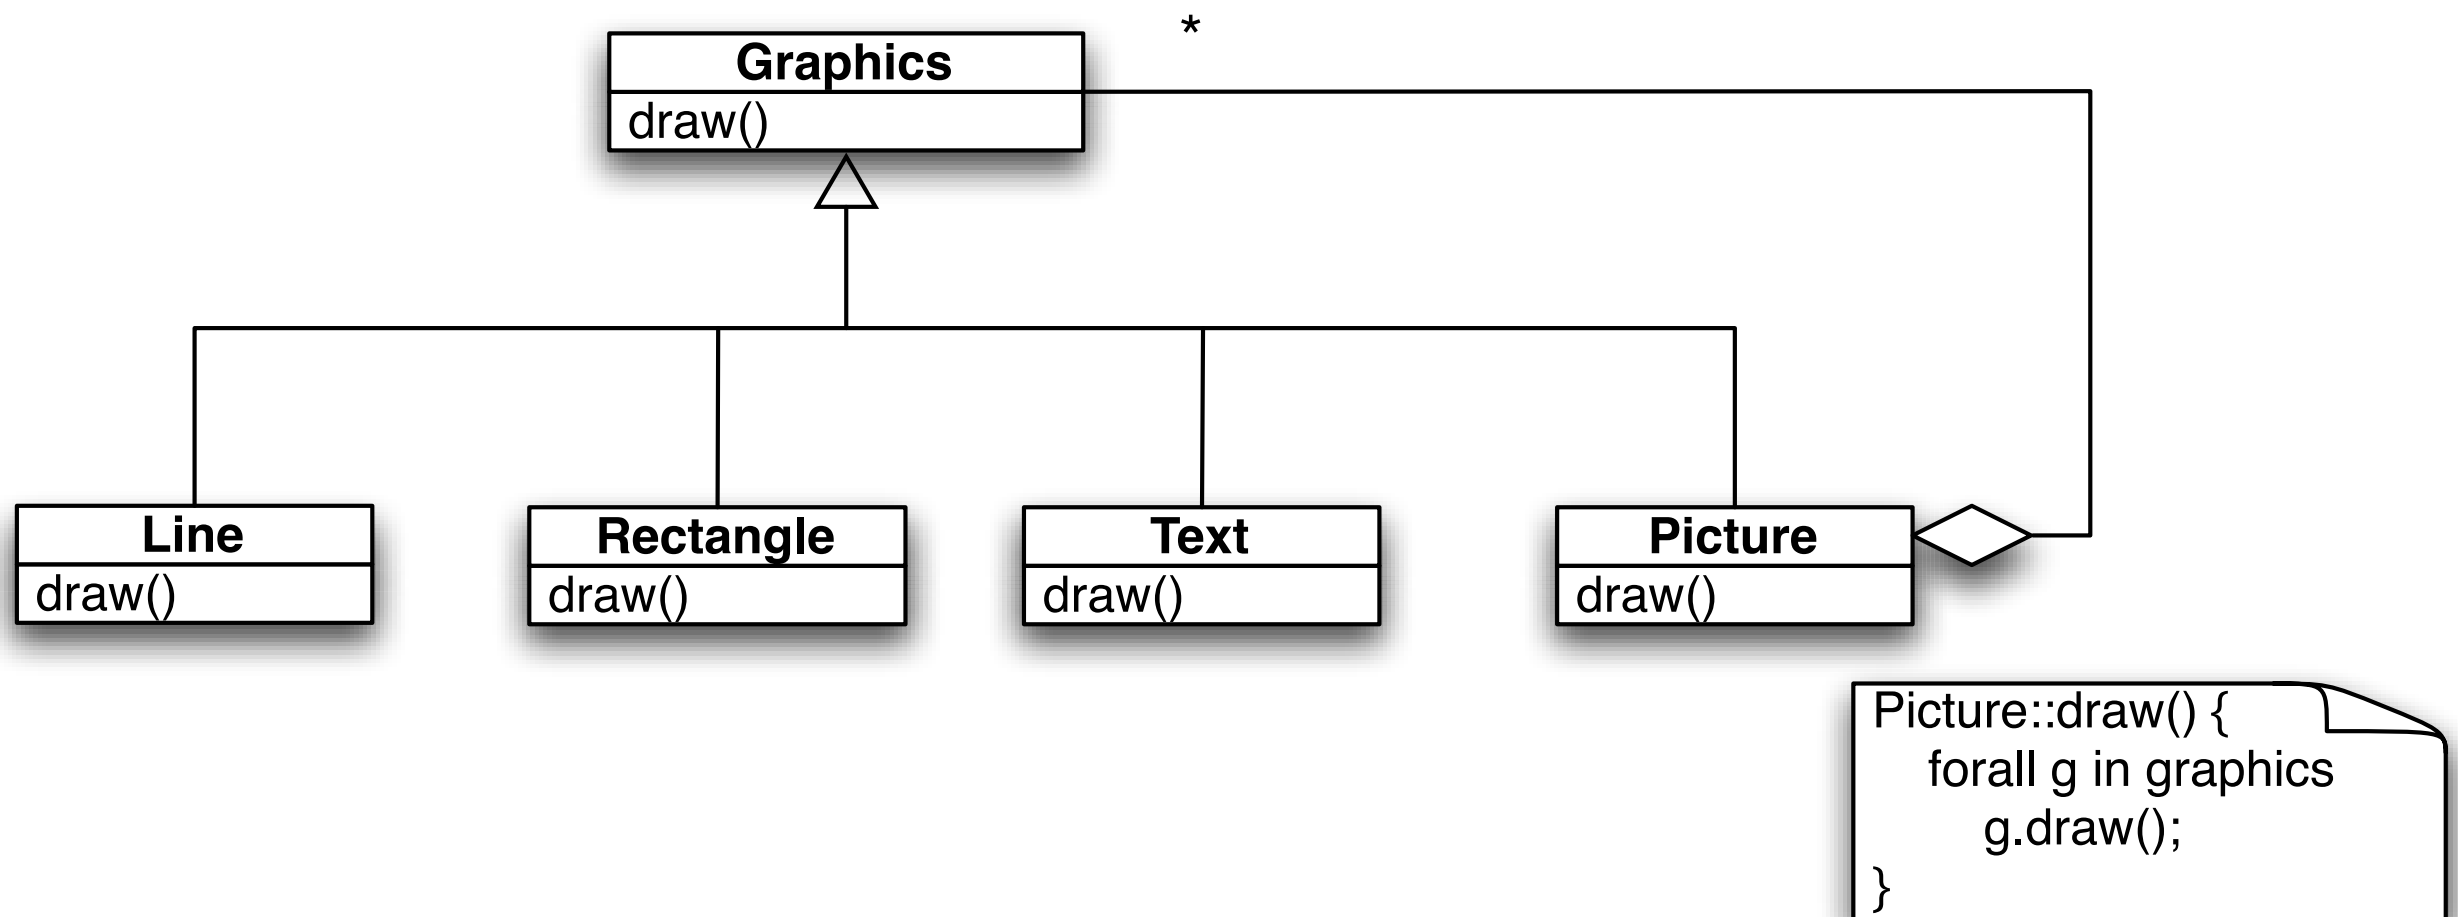 *
Graphics
draw()
Line
draw()
Rectangle
draw()
Text
draw()
Picture
draw()
Picture::draw() {
forall g in graphics
g.draw();
}